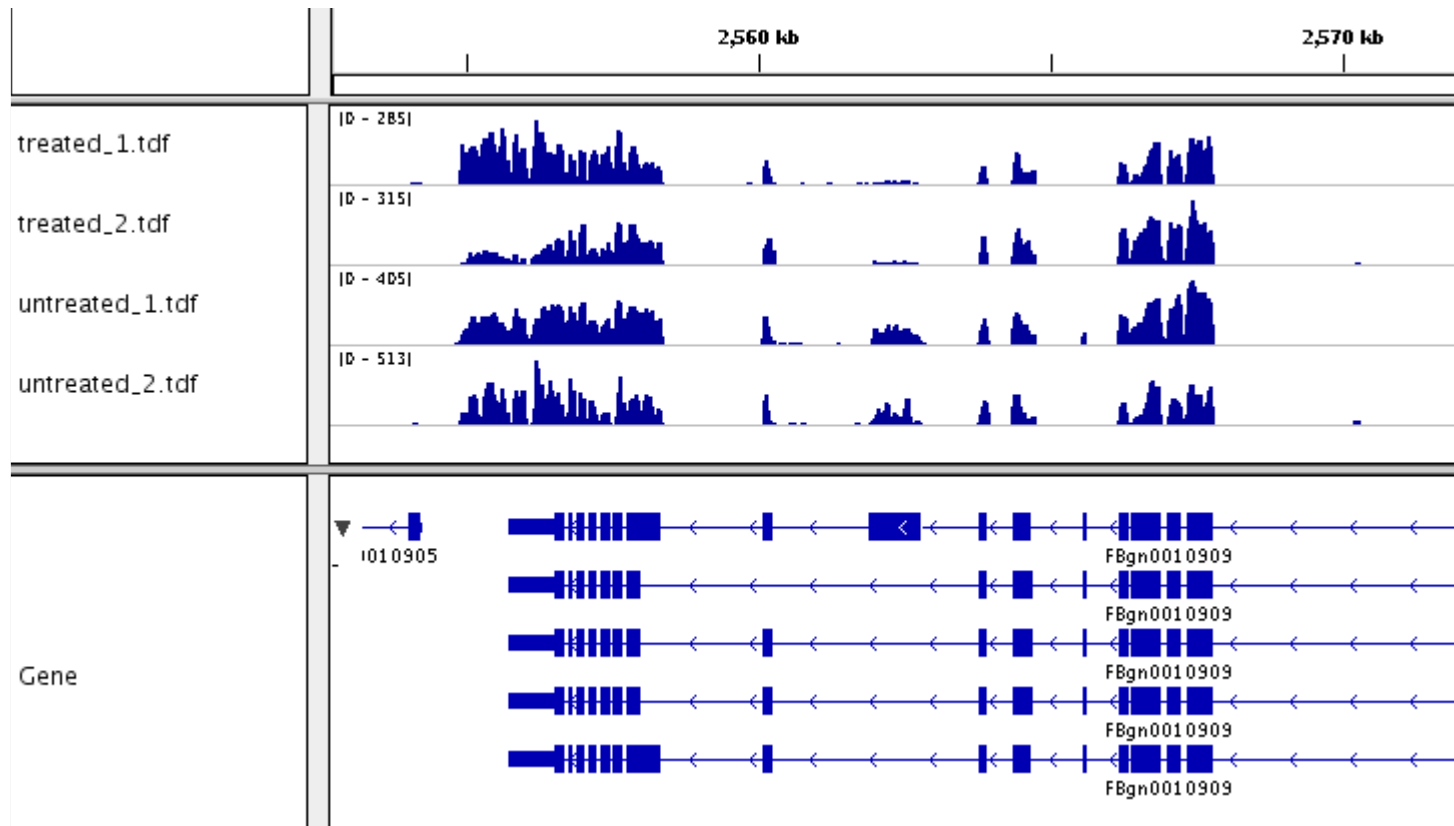 2,560 kb 2,570 kb
treated_1.tdf
[0 - 285]
treated_2.tdf
[0 - 315]
untreated_1.tdf
[0 - 405]
untreated_2.tdf
[0 - 513]
010905
FBgn0010909
FBgn0010909
FBgn0010909
FBgn0010909
FBgn0010909
Gene